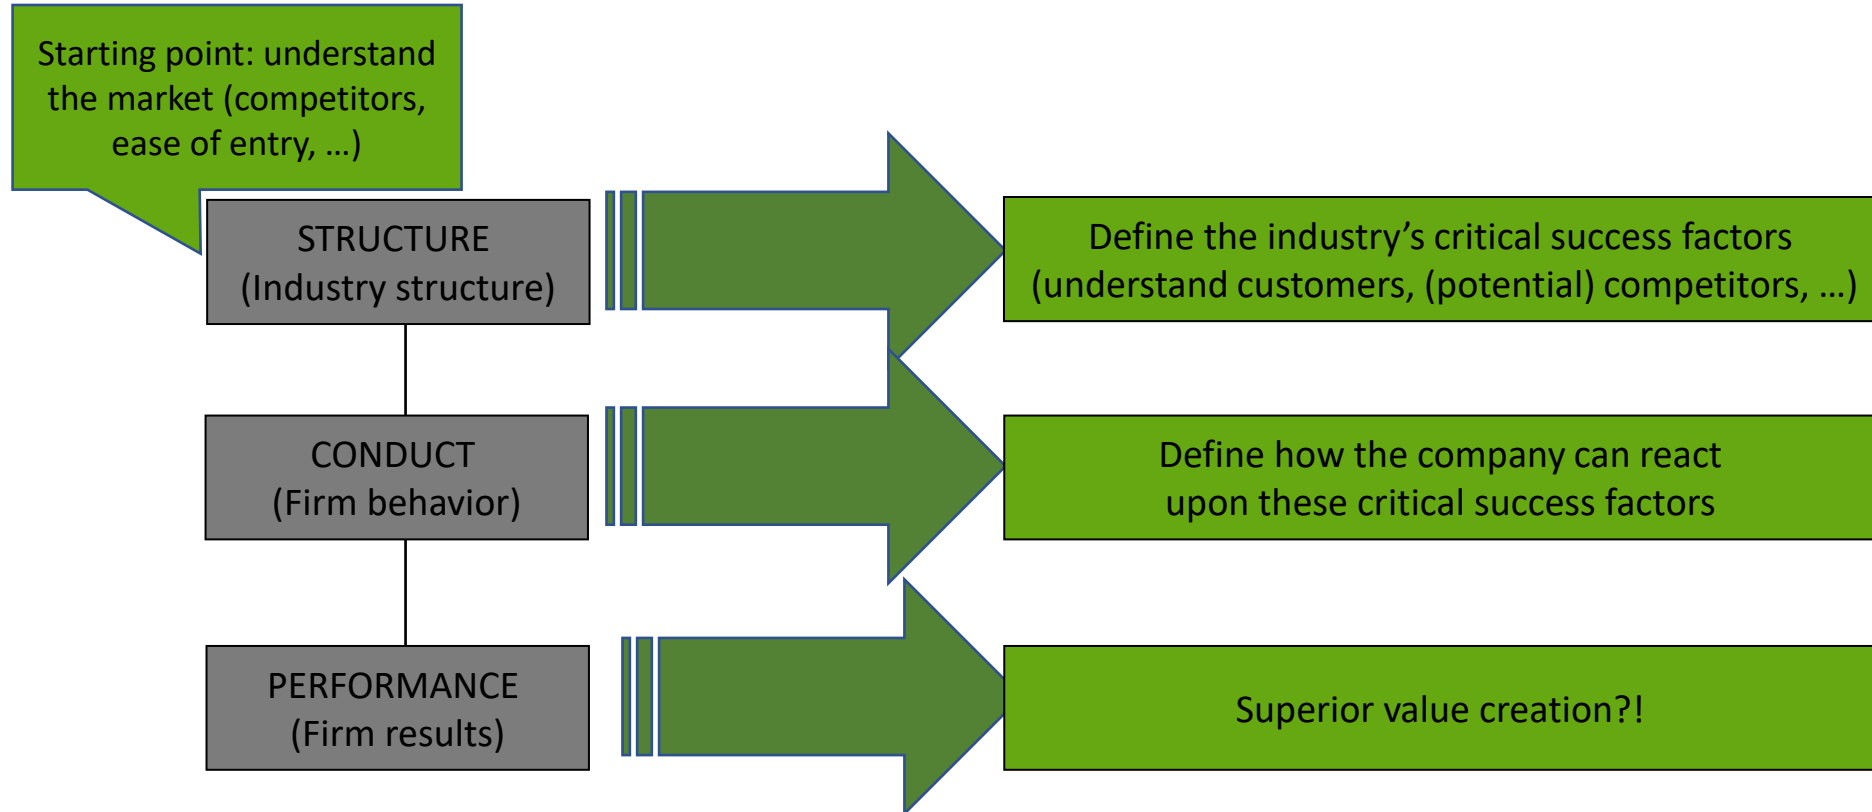 Starting point: understand
the market (competitors,
ease of entry, …)
STRUCTURE
(Industry structure)
Define the industry’s critical success factors
(understand customers, (potential) competitors, …)
CONDUCT
(Firm behavior)
Define how the company can react
upon these critical success factors
PERFORMANCE
(Firm results)
Superior value creation?!